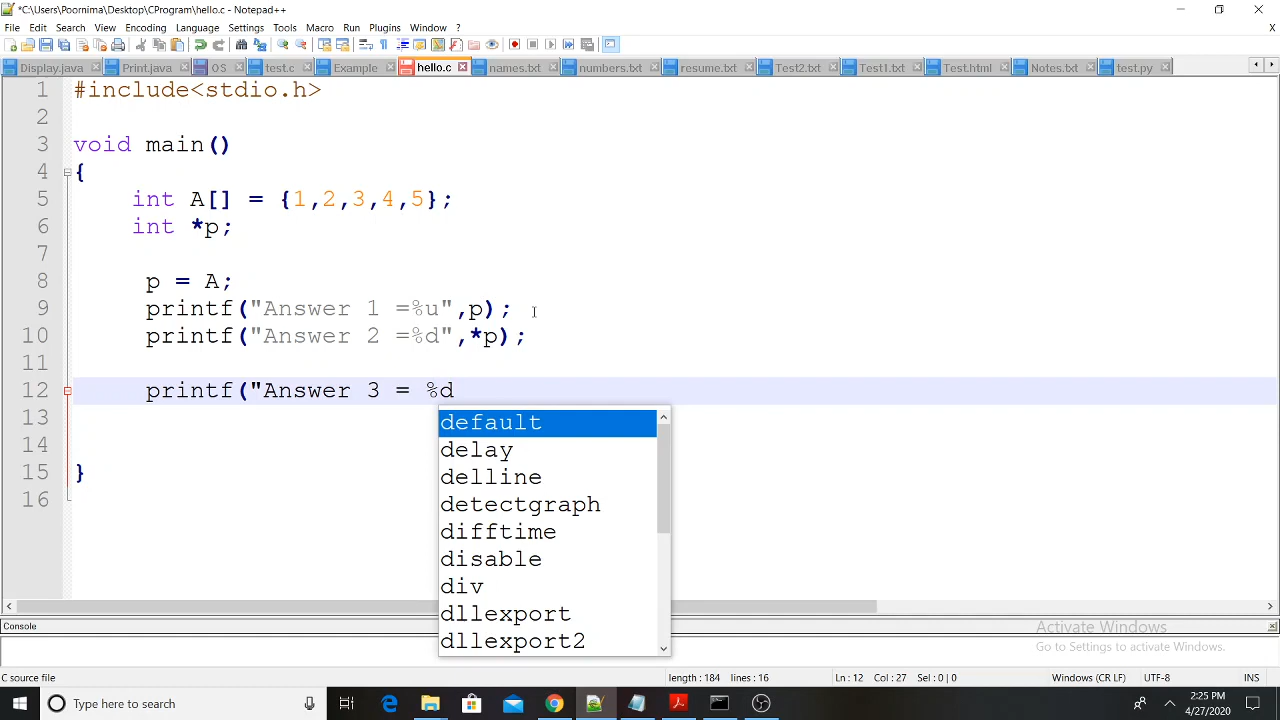 *C:\Users\Poornima\Desktop\CProgram\hello.c - Notepad++
File Edit Search View Encoding Language Settings Tools Macro Run Plugins Window ? X
Display.java Print.java OS test.c Example hello.c names.txt numbers.txt resume.txt Test2.txt Test1.txt Test.html Notes.txt test.py
1 #include<stdio.h>
2
3 void main()
4 {
5 int A[] = {1,2,3,4,5};
6 int *p;
7
8 p = A;
9 printf("Answer 1 =%u",p);
10 printf("Answer 2 =%d",*p);
11
12 printf("Answer 3 = %d
13
14
15 }
16
default
delay
delline
detectgraph
difftime
disable
div
dllexport
dllexport2
Console
Activate Windows
Go to Settings to activate Windows.
C source file length : 184 lines : 16 Ln : 12 Col : 27 Sel : 0 | 0 Windows (CR LF) UTF-8 INS
Type here to search
2:25 PM
4/27/2020